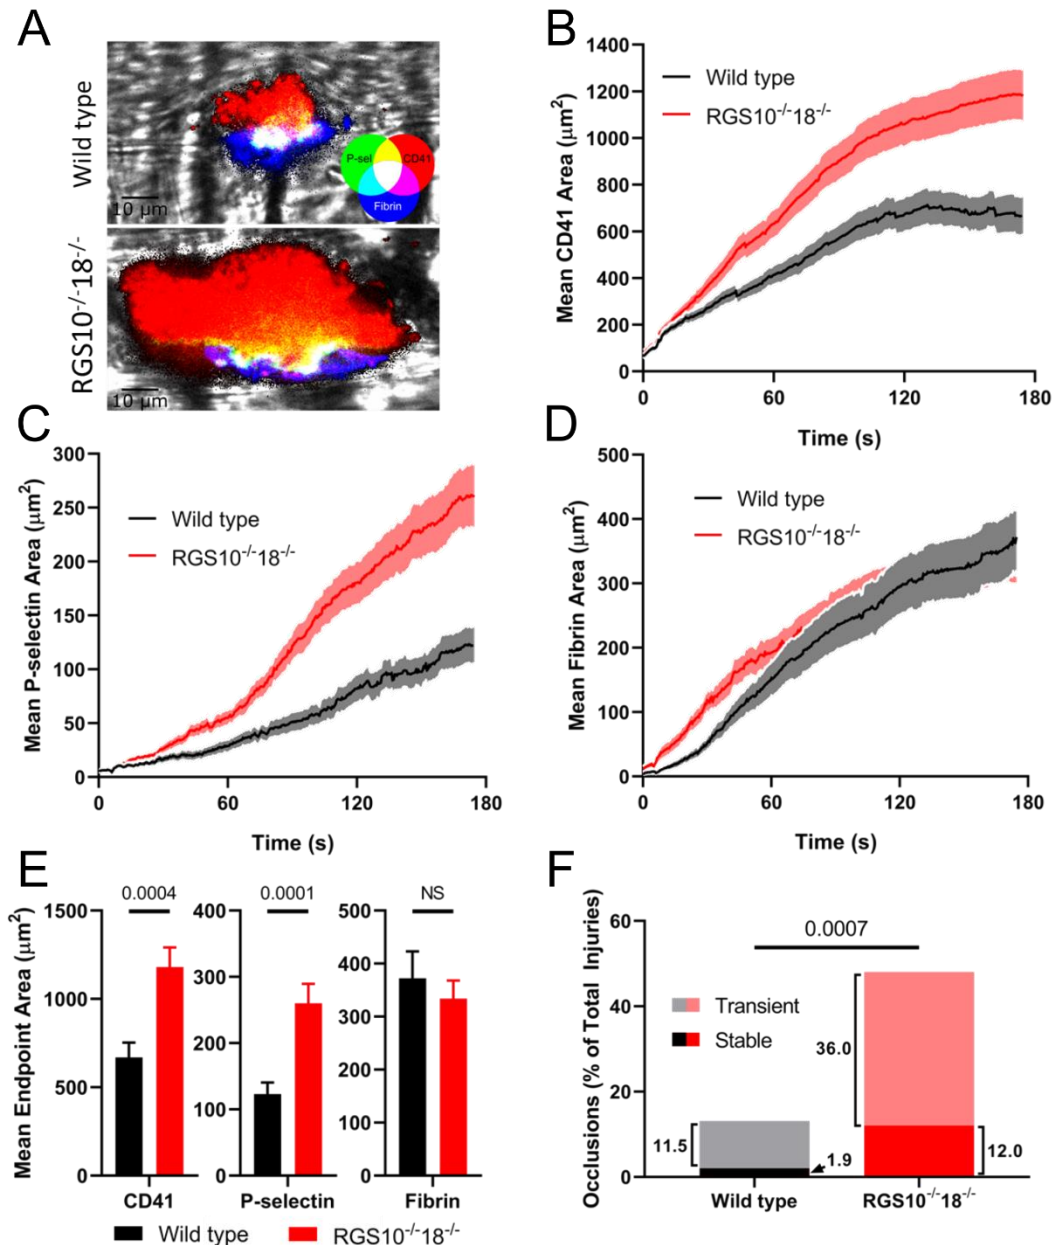 A
Wild type
P-sel
CD41
Fibrin
10 µm
RGS10-/-18-/-
10 µm
B
Mean CD41 Area (µm2)
1400
1200
1000
800
600
400
200
0
Wild type
RGS10-/-18-/-
0 60 120 180
Time (s)
C
Mean P-selectin Area (µm2)
300
250
200
150
100
50
0
Wild type
RGS10-/-18-/-
0 60 120 180
Time (s)
D
Mean Fibrin Area (µm2)
500
400
300
200
100
0
Wild type
RGS10-/-18-/-
0 60 120 180
Time (s)
E
Mean Endpoint Area (µm2)
0.0004
1500
1000
500
0
CD41
0.0001
400
300
200
100
0
P-selectin
NS
500
400
300
200
100
0
Fibrin
Wild type RGS10-/-18-/-
F
Occlusions (% of Total Injuries)
60
40
20
0
0.0007
Transient
Stable
36.0
11.5
1.9
12.0
Wild type RGS10-/-18-/-